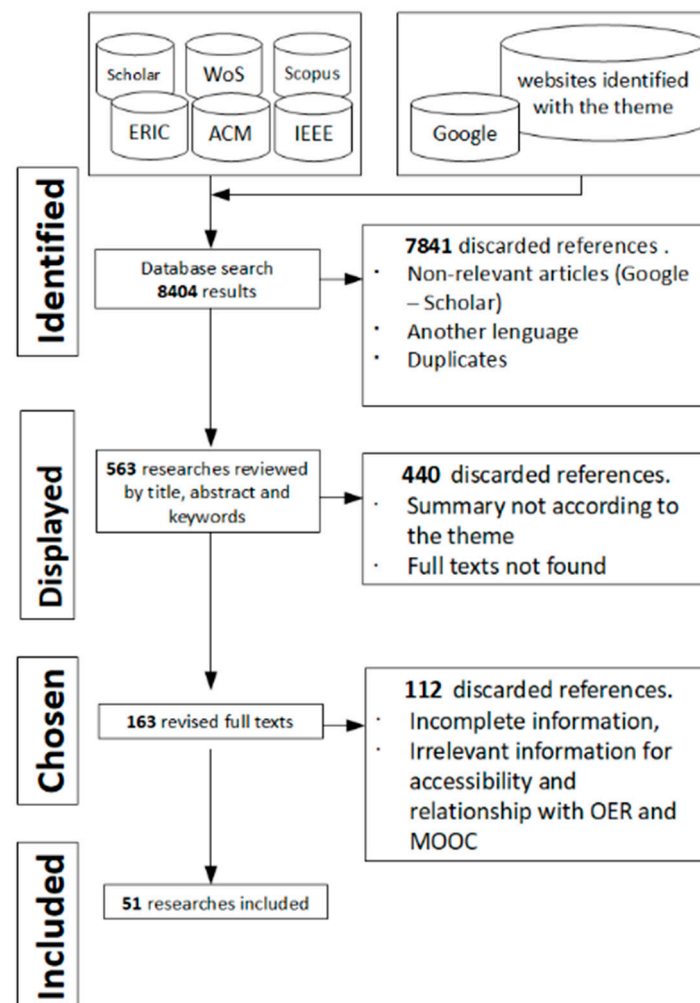 Scholar
WoS
Scopus
ERIC
ACM
IEEE
websites identified
with the theme
Google
Identified
Database search
8404 results
7841 discarded references .
· Non-relevant articles (Google
– Scholar)
· Another lenguage
· Duplicates
Displayed
563 researches reviewed
by title, abstract and
keywords
440 discarded references.
· Summary not according to
the theme
· Full texts not found
Chosen
163 revised full texts
112 discarded references.
· Incomplete information,
· Irrelevant information for
accessibility and
relationship with OER and
MOOC
Included
51 researches included